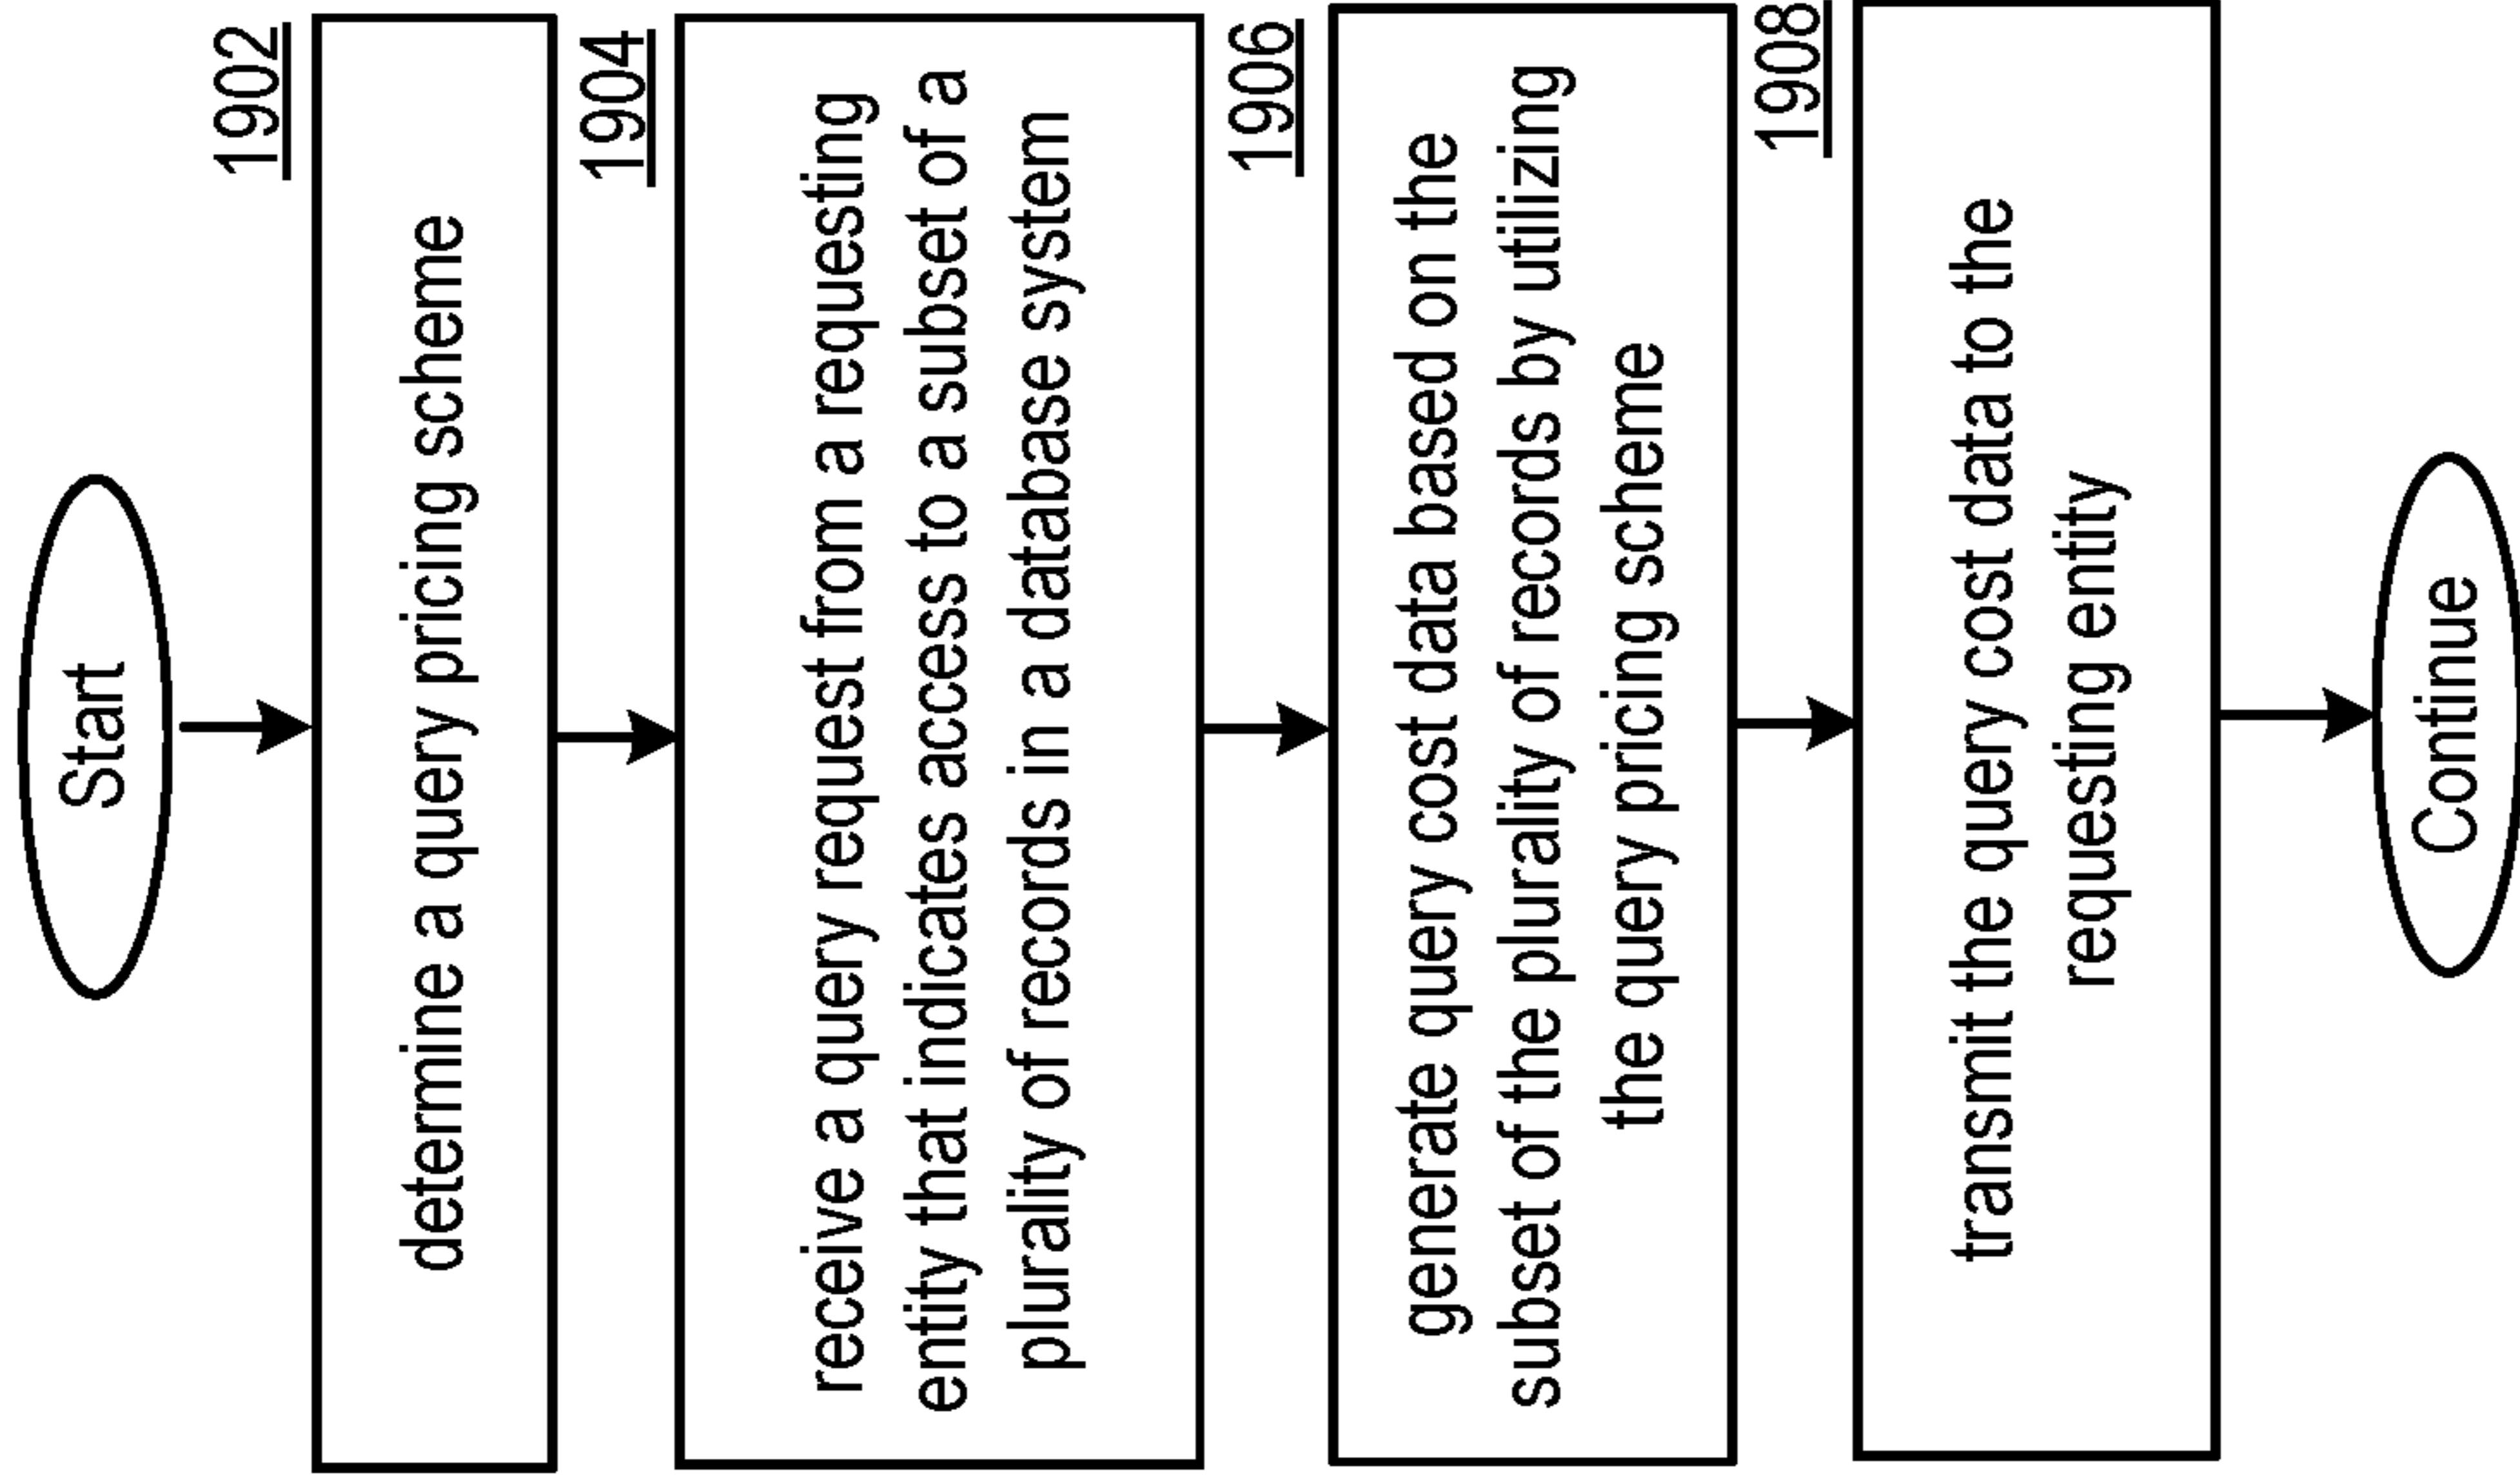 Start
1902
determine a query pricing scheme
1904
receive a query request from a requesting
entity that indicates access to a subset of a
plurality of records in a database system
1906
generate query cost data based on the
subset of the plurality of records by utilizing
the query pricing scheme
1908
transmit the query cost data to the
requesting entity
Continue